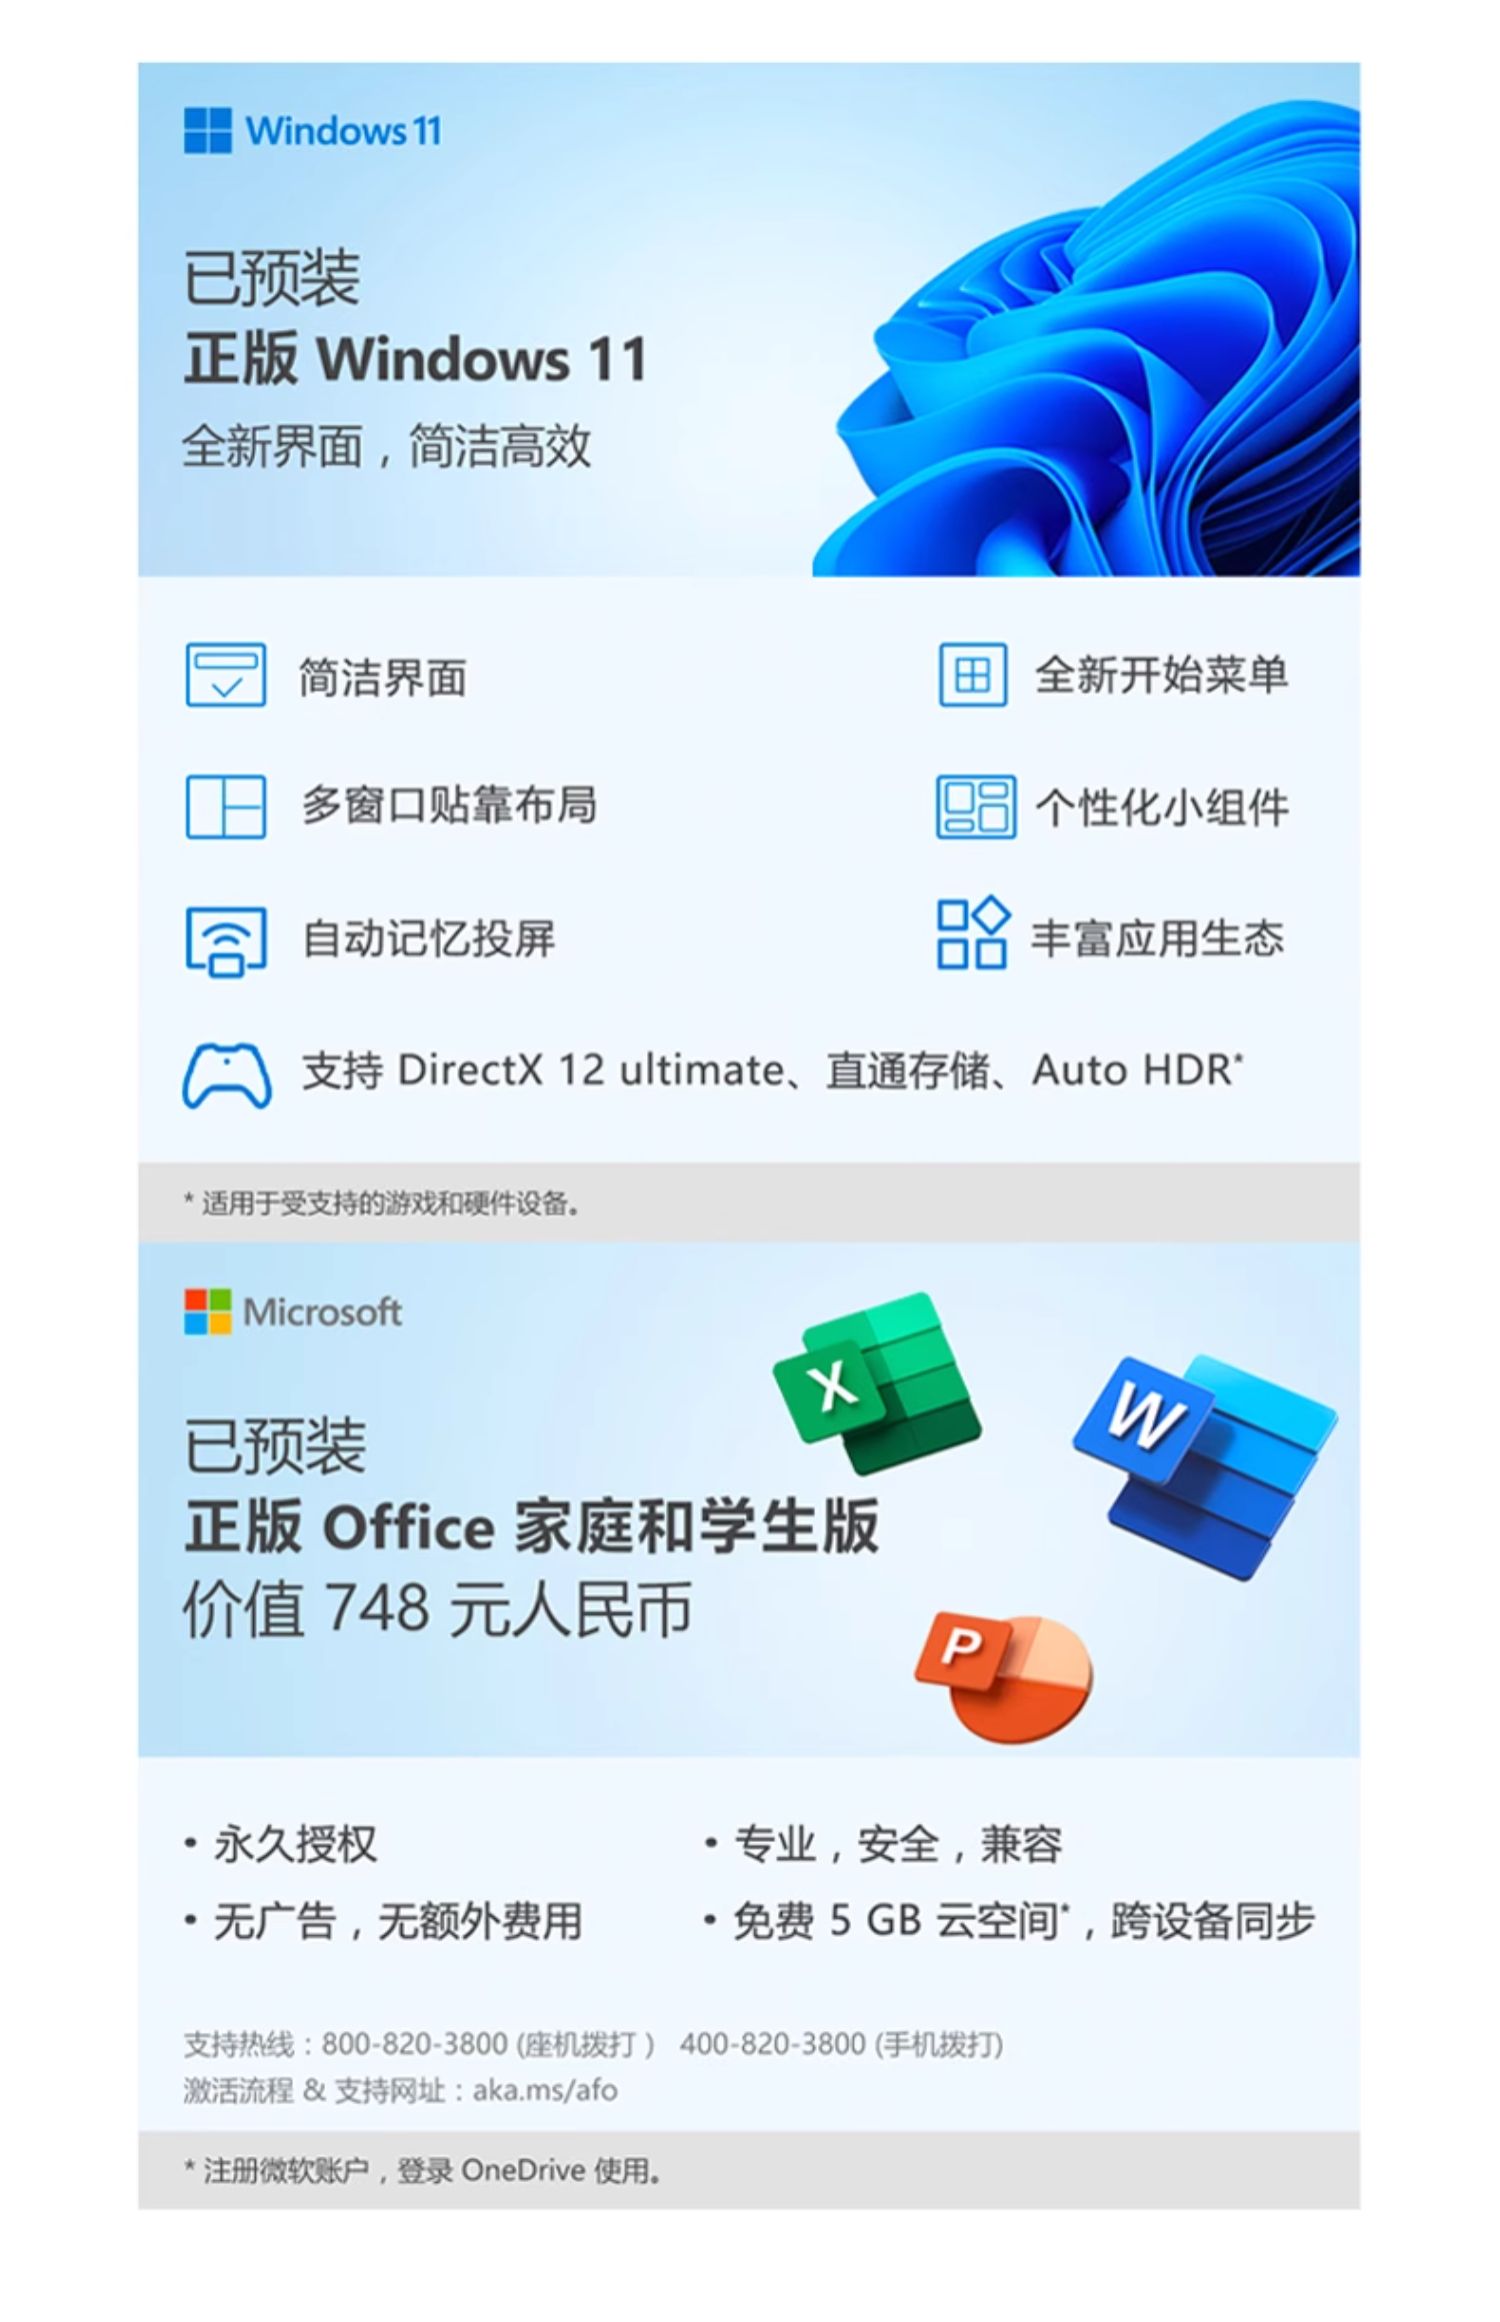 Windows 11
已预装
正版 Windows 11
全新界面，简洁高效
简洁界面
全新开始菜单
多窗口贴靠布局
个性化小组件
自动记忆投屏
丰富应用生态
支持 DirectX 12 ultimate、直通存储、Auto HDR*
* 适用于受支持的游戏和硬件设备。
Microsoft
X
W
已预装
正版 Office 家庭和学生版
价值 748 元人民币
P
• 永久授权
• 专业，安全，兼容
• 无广告，无额外费用
• 免费 5 GB 云空间*，跨设备同步
支持热线：800-820-3800 (座机拨打） 400-820-3800 (手机拨打)
激活流程 & 支持网址：aka.ms/afo
* 注册微软账户，登录 OneDrive 使用。